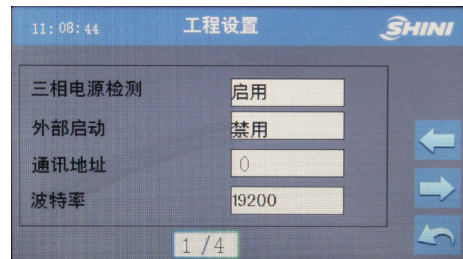 11:08:44 工程设置 SHINI
三相电源检测 启用
外部启动 禁用
通讯地址 0
波特率 19200
1/4